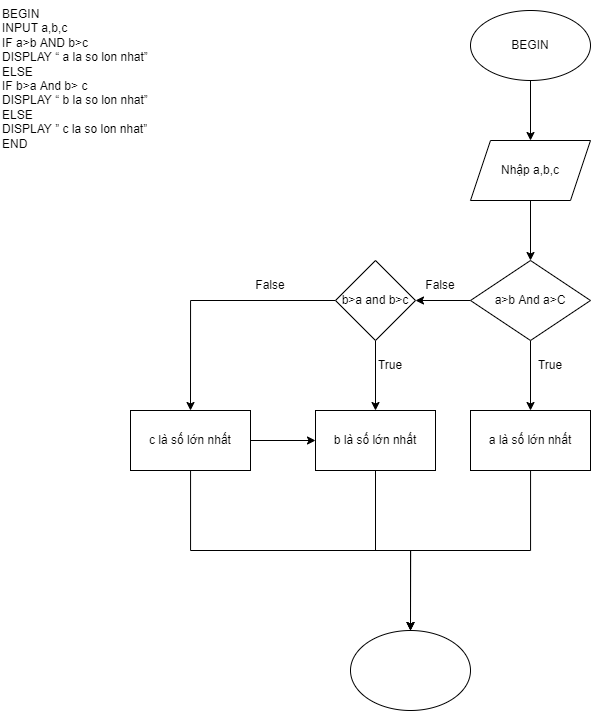 BEGIN
INPUT a,b,c
IF a>b AND b>c
DISPLAY “ a la so lon nhat”
ELSE
IF b>a And b> c
DISPLAY “ b la so lon nhat”
ELSE
DISPLAY ” c la so lon nhat”
END
BEGIN
Nhập a,b,c
a>b And a>C
False
b>a and b>c
False
True
True
c là số lớn nhất
b là số lớn nhất
a là số lớn nhất